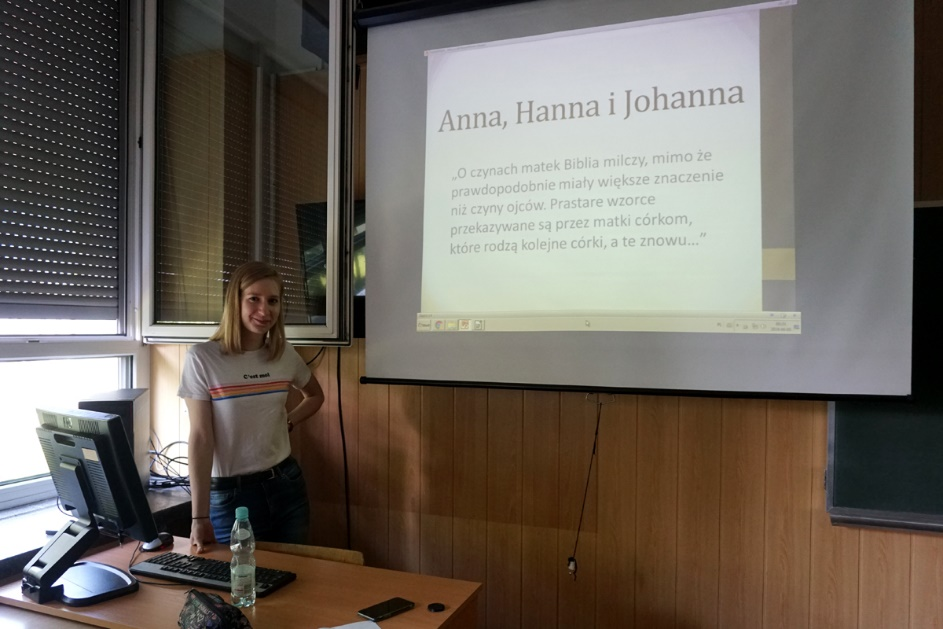 Anna, Hanna i Johanna
„O czynach matek Biblia milczy, mimo że
prawdopodobnie miały większe znaczenie
niż czyny ojców. Prastare wzorce
przekazywane są przez matki córkom,
które rodzą kolejne córki, a te znowu...”
C'est moi!